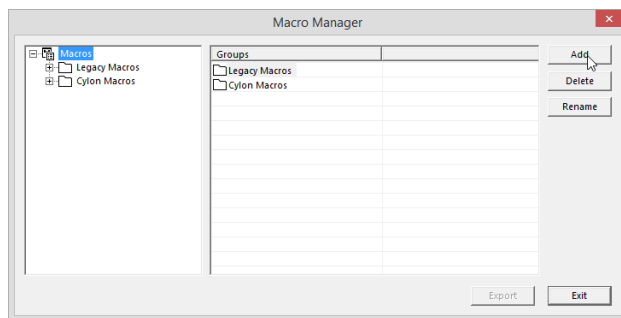 Macro Manager
Macros
Legacy Macros
Cylon Macros
Groups
Legacy Macros
Cylon Macros
Add
Delete
Rename
Export
Exit